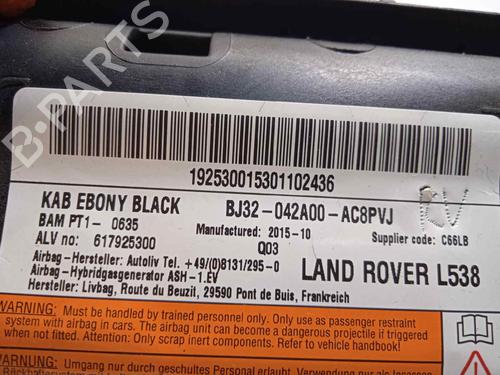 192530015301102436
KAB EBONY BLACK BJ32-042A00-AC8PVJ
BAM PT1- 0635 Manufactured: 2015-10 Supplier code: C66LB
ALV no: 617925300 Q03
Airbag-Hersteller: Autoliv Tel.+49/(0)8131/295-0
Airbag-Hybridgasgenerator ASH-1.EV LAND ROVER L538
Hersteller: Livbag, Route du Beuzit, 29590 Pont de Buis, Frankreich
WARNING: Must be handled by trained personnel only. Only use as passenger restraint
system with airbag in cars. Airbag can become a dangerous projectile if triggered
when not fitted. Attention: Only scrap inert components. Refer to vehicle handbook!
Warnung: Nur durch geschultes Personal
B-Parts